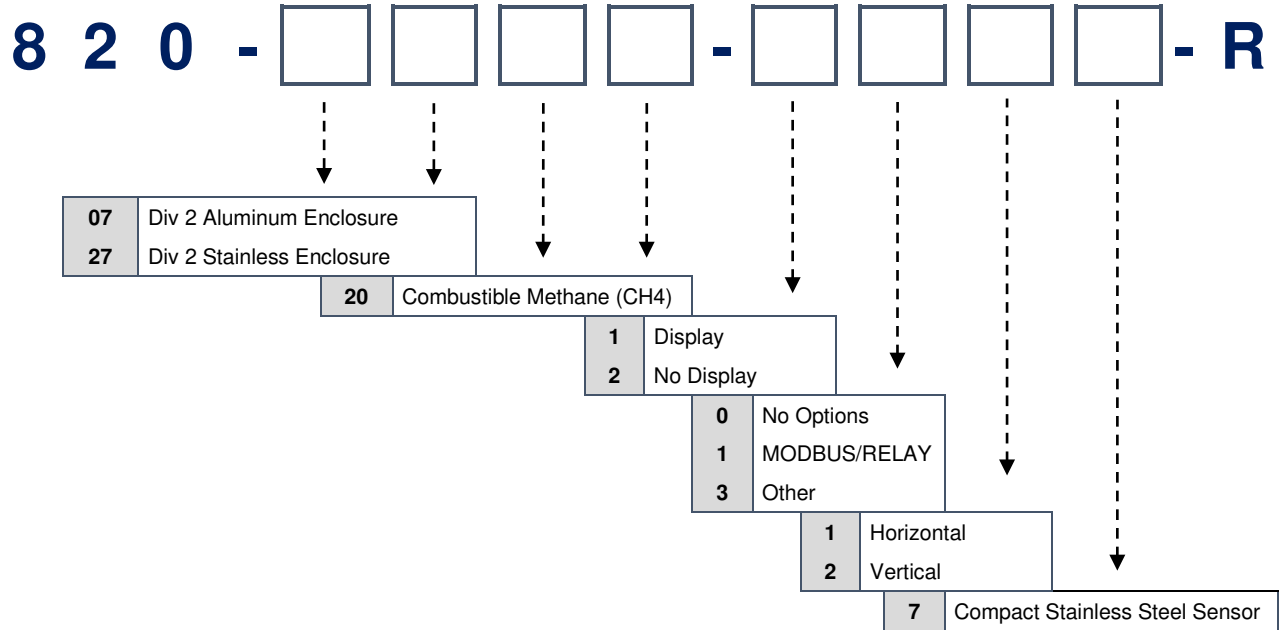 8 2 0 - - - R
07 Div 2 Aluminum Enclosure
27 Div 2 Stainless Enclosure
20 Combustible Methane (CH4)
1 Display
2 No Display
0 No Options
1 MODBUS/RELAY
3 Other
1 Horizontal
2 Vertical
7 Compact Stainless Steel Sensor